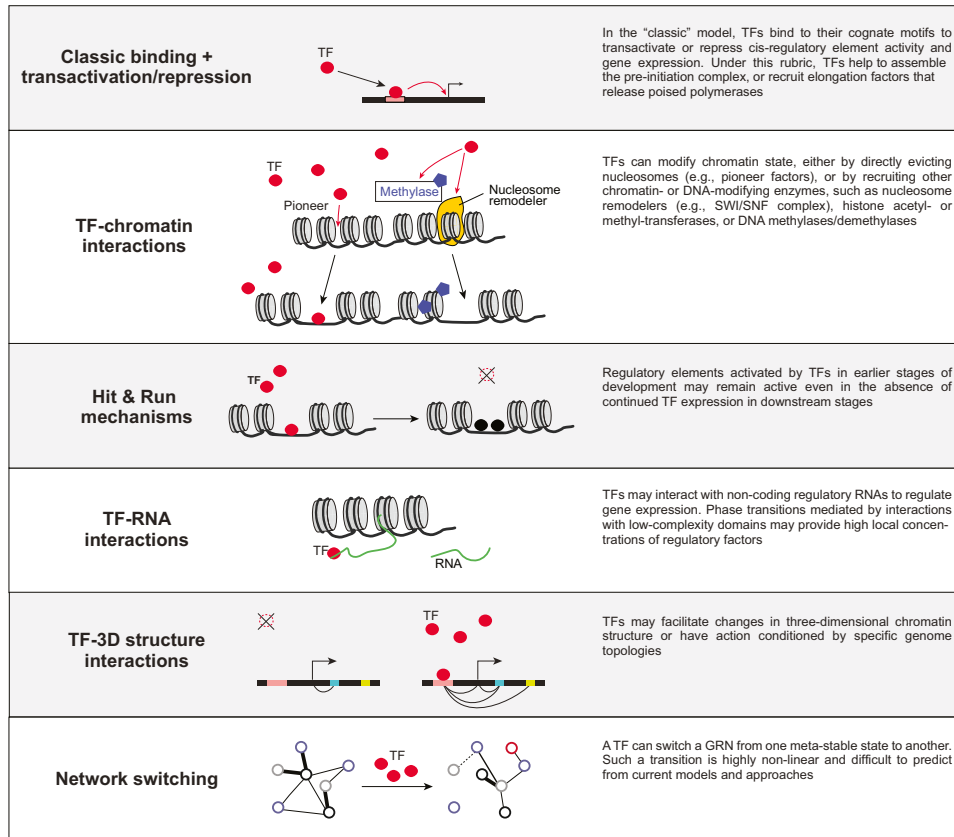 Classic binding +
transactivation/repression
TF
In the “classic” model, TFs bind to their cognate motifs to
transactivate or repress cis-regulatory element activity and
gene expression. Under this rubric, TFs help to assemble
the pre-initiation complex, or recruit elongation factors that
release poised polymerases
TF-chromatin
interactions
TF
Pioneer
Methylase
Nucleosome
remodeler
TFs can modify chromatin state, either by directly evicting
nucleosomes (e.g., pioneer factors), or by recruiting other
chromatin- or DNA-modifying enzymes, such as nucleosome
remodelers (e.g., SWI/SNF complex), histone acetyl- or
methyl-transferases, or DNA methylases/demethylases
Hit & Run
mechanisms
TF
Regulatory elements activated by TFs in earlier stages of
development may remain active even in the absence of
continued TF expression in downstream stages
TF-RNA
interactions
TF
RNA
TFs may interact with non-coding regulatory RNAs to regulate
gene expression. Phase transitions mediated by interactions
with low-complexity domains may provide high local concen-
trations of regulatory factors
TF-3D structure
interactions
TF
TFs may facilitate changes in three-dimensional chromatin
structure or have action conditioned by specific genome
topologies
Network switching
TF
A TF can switch a GRN from one meta-stable state to another.
Such a transition is highly non-linear and difficult to predict
from current models and approaches